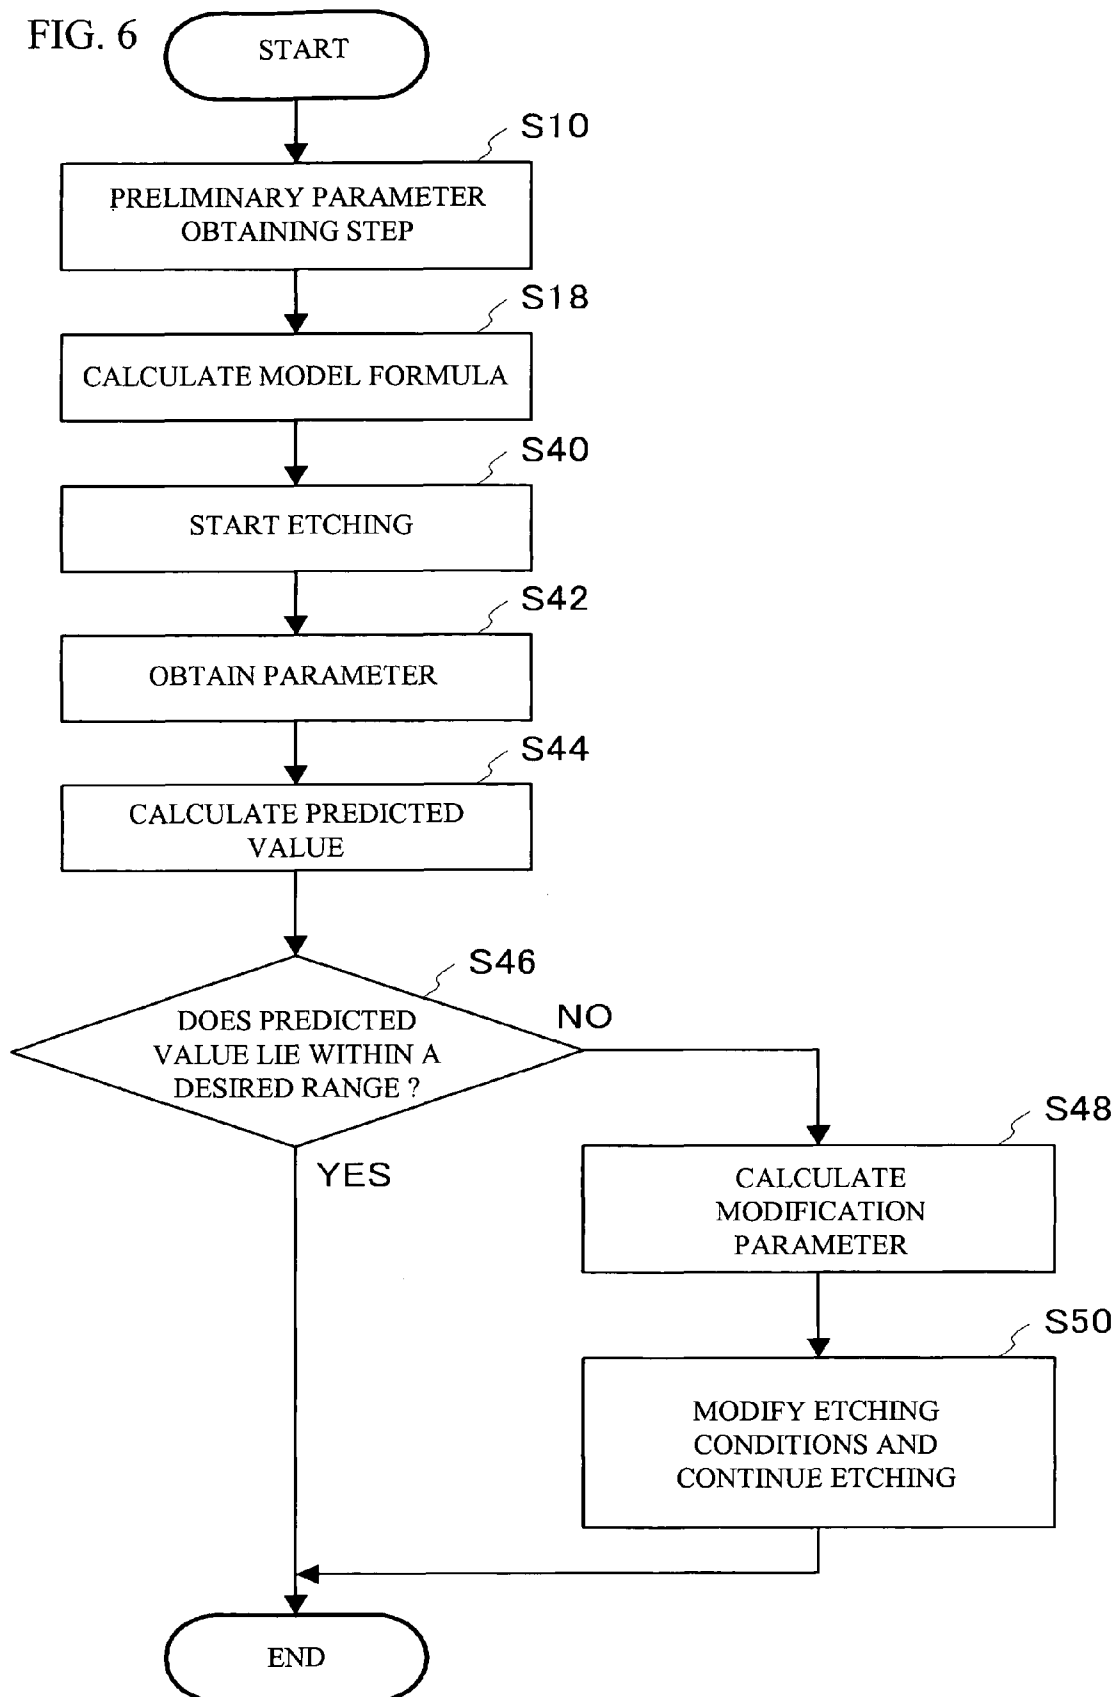 FIG. 6
START
S10
PRELIMINARY PARAMETER
OBTAINING STEP
S18
CALCULATE MODEL FORMULA
S40
START ETCHING
S42
OBTAIN PARAMETER
S44
CALCULATE PREDICTED
VALUE
S46
DOES PREDICTED
VALUE LIE WITHIN A
DESIRED RANGE ?
NO
YES
S48
CALCULATE
MODIFICATION
PARAMETER
S50
MODIFY ETCHING
CONDITIONS AND
CONTINUE ETCHING
END